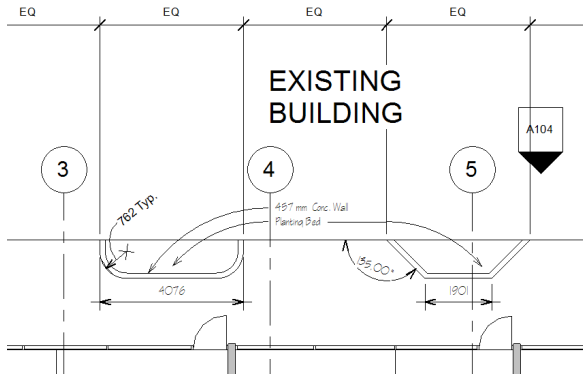 EQ EQ EQ EQ
EXISTING
BUILDING
A104
3 4 5
762 Typ.
457 mm Conc. Wall
Planting Bed
135.00°
4076
1901